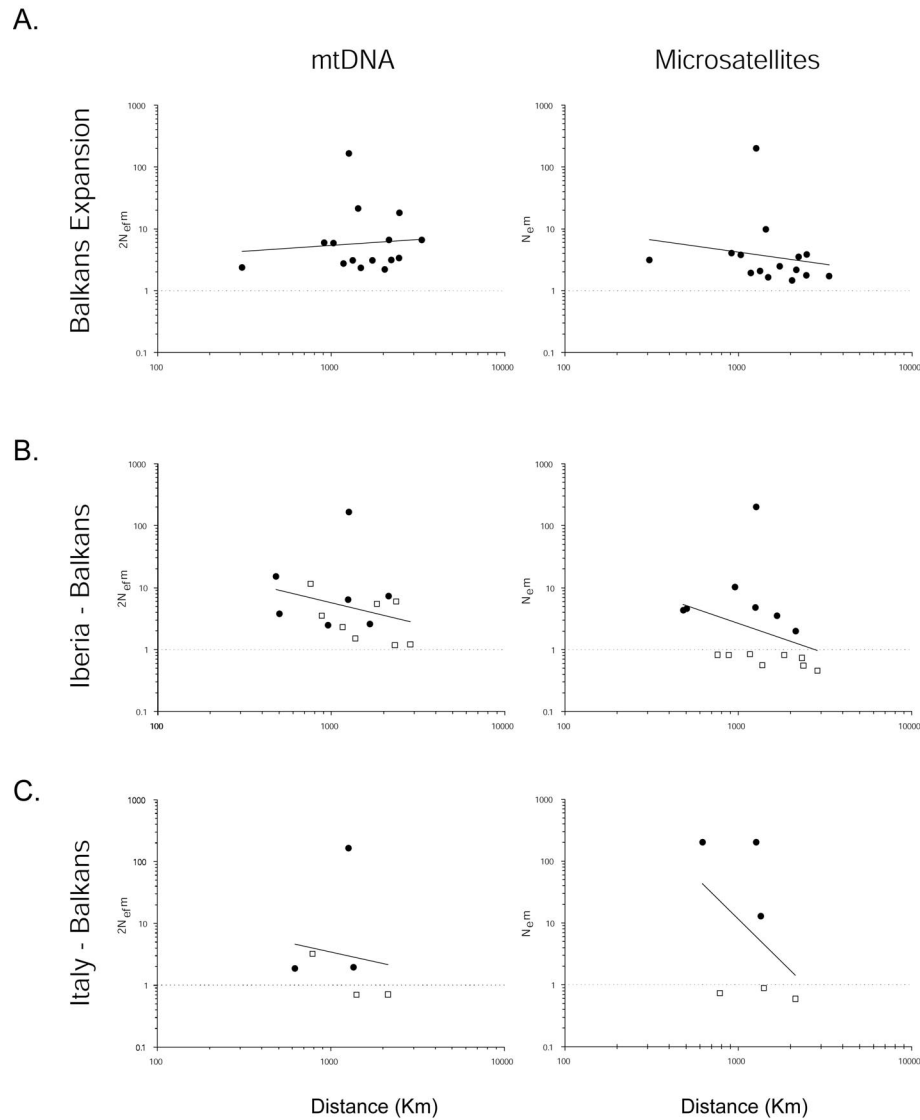 A.
mtDNA Microsatellites
Balkans Expansion
1000 1000
100 100
2Nefm Nem
10 10
1 1
0.1 0.1
100 1000 10000 100 1000 10000
B.
Iberia - Balkans
1000 1000
100 100
2Nefm Nem
10 10
1 1
0.1 0.1
100 1000 10000 100 1000 10000
C.
Italy - Balkans
1000 1000
100 100
2Nefm Nem
10 10
1 1
0.1 0.1
100 1000 10000 100 1000 10000
Distance (Km) Distance (Km)